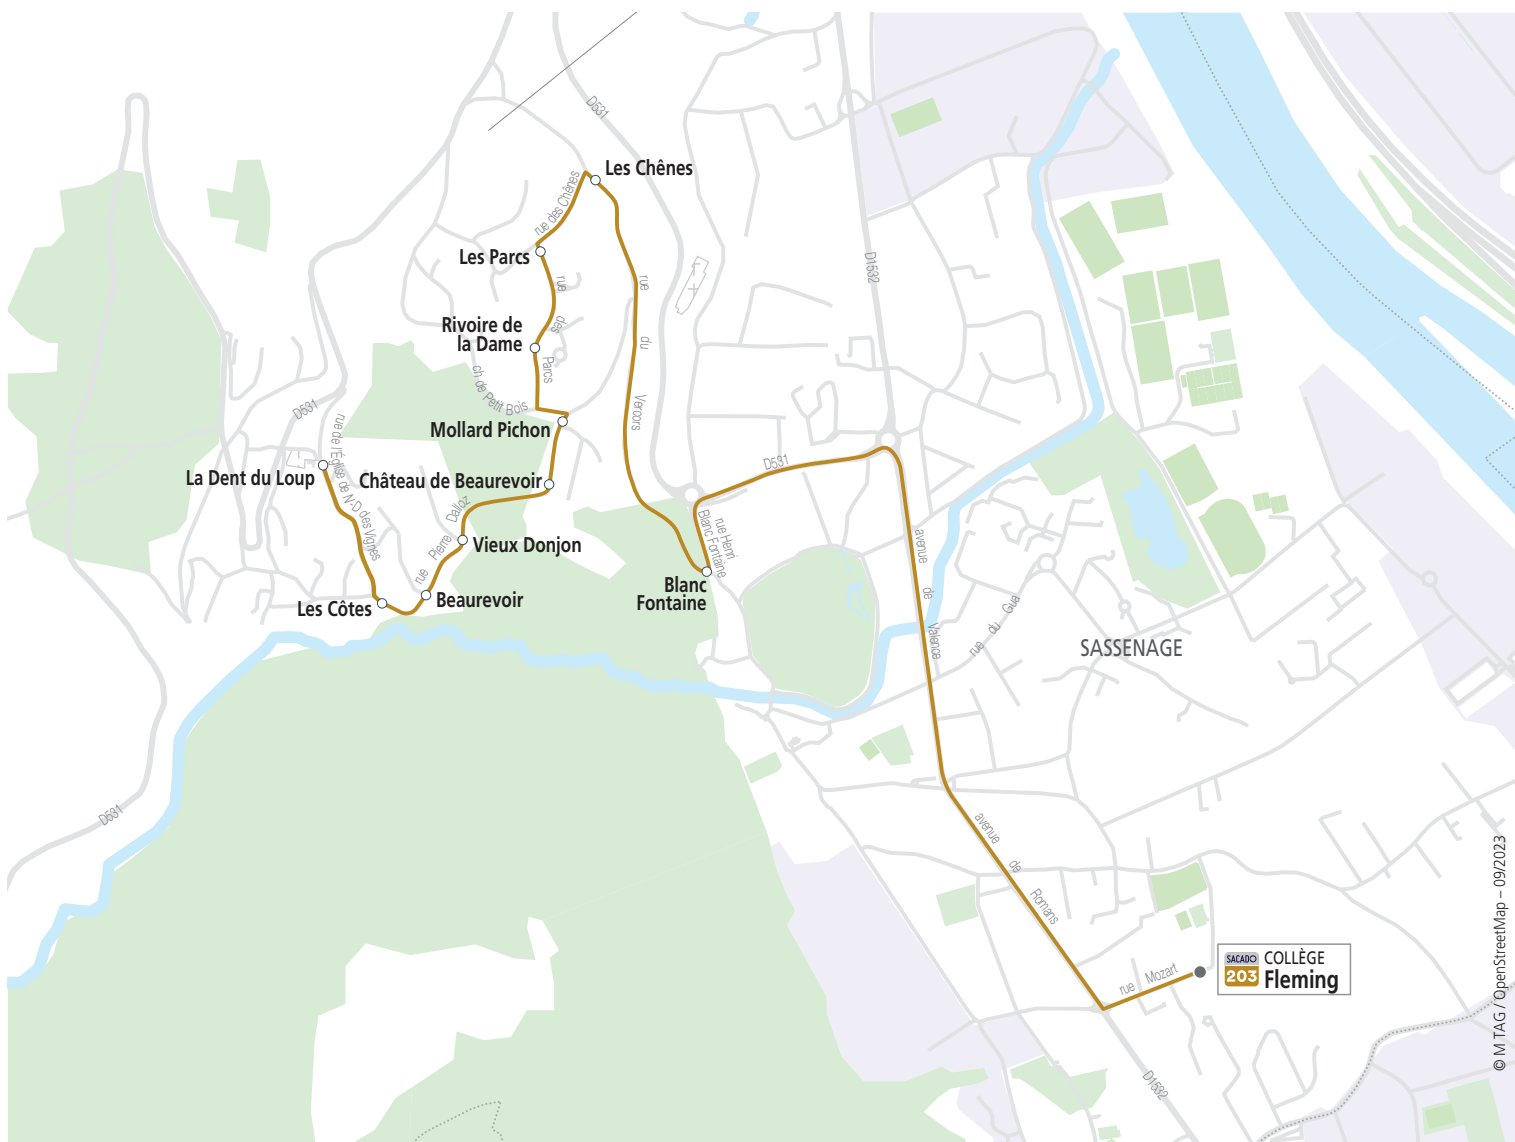 D531
Les Chênes
rue des Chênes
Les Parcs
D1532
rue
des
Parcs
rue
du
Vercors
Rivoire de
la Dame
ch de Petit Bois
D531
rue de l'Église de N-D des Vignes
Mollard Pichon
D531
La Dent du Loup
Château de Beaurevoir
rue Pierre Dalloz
Vieux Donjon
rue Henri
Blanc Fontaine
avenue
de
Valence
Blanc
Fontaine
Les Côtes
Beaurevoir
rue du Gua
SASSENAGE
D531
avenue
de
Romans
rue Mozart
SACADO
203
COLLÈGE
Fleming
D1532
© M TAG / OpenStreetMap – 09/2023